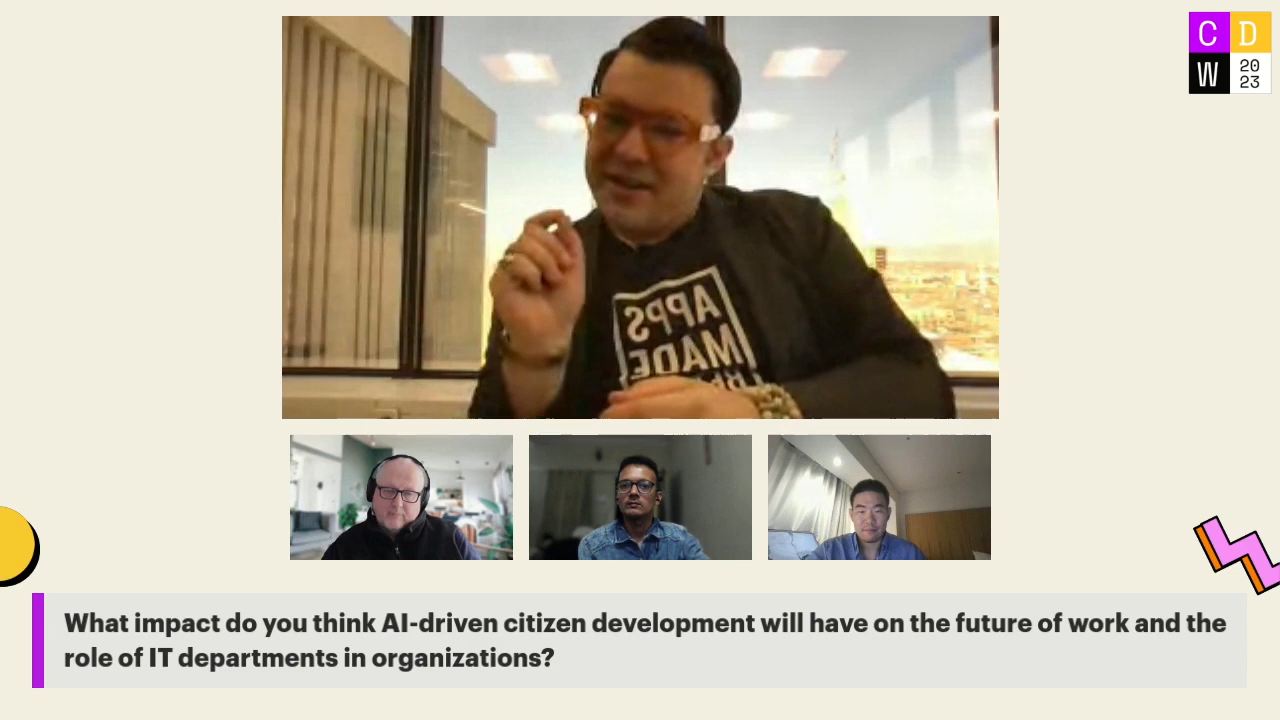 C D
W 20
23
APPS
MADE
What impact do you think AI-driven citizen development will have on the future of work and the
role of IT departments in organizations?